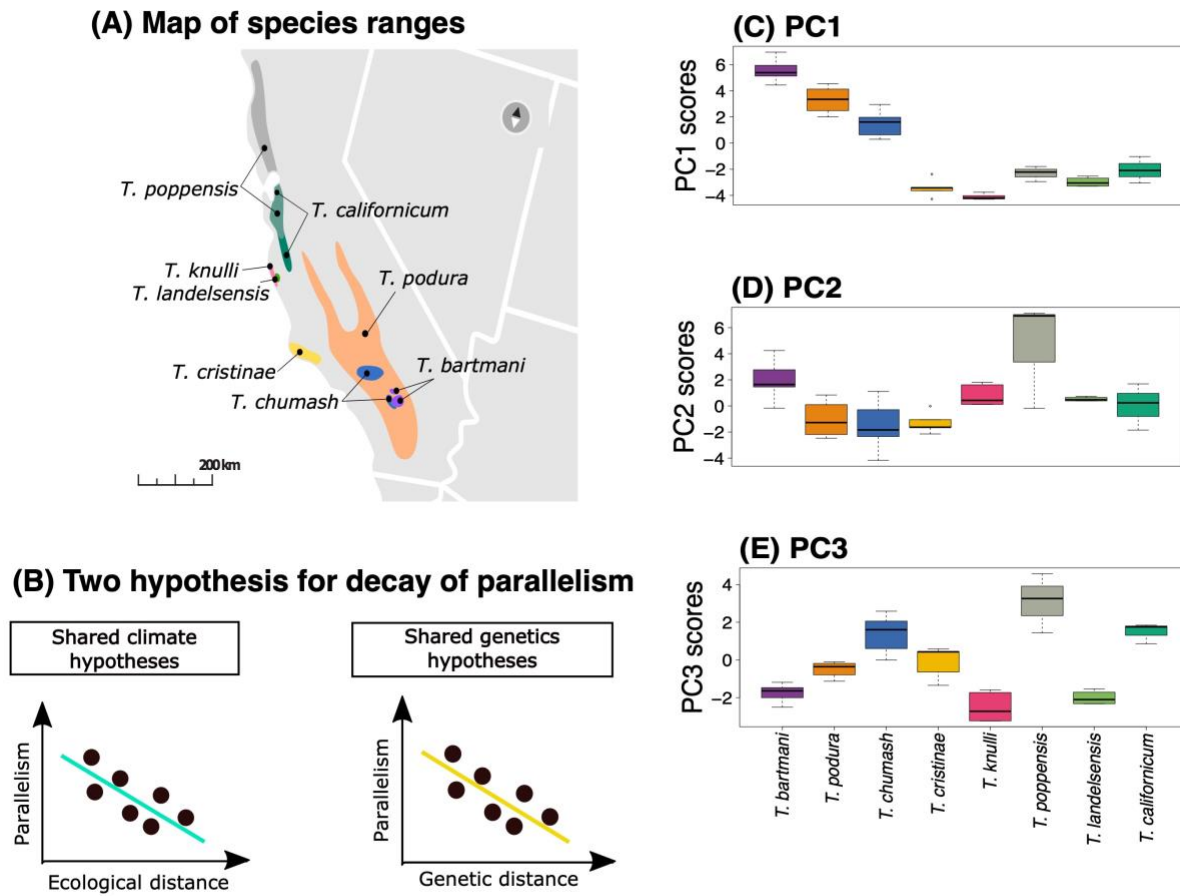 (A) Map of species ranges
T. poppensis
T. californicum
T. knulli
T. landelsensis
T. podura
T. cristinae
T. bartmani
T. chumash
200 km
(B) Two hypothesis for decay of parallelism
Shared climate
hypotheses
Parallelism
Ecological distance
Shared genetics
hypotheses
Parallelism
Genetic distance
(C) PC1
PC1 scores
6
4
2
0
−2
−4
(D) PC2
PC2 scores
6
4
2
0
−2
−4
(E) PC3
PC3 scores
4
2
0
−2
T. bartmani
T. podura
T. chumash
T. cristinae
T. knulli
T. poppensis
T. landelsensis
T. californicum